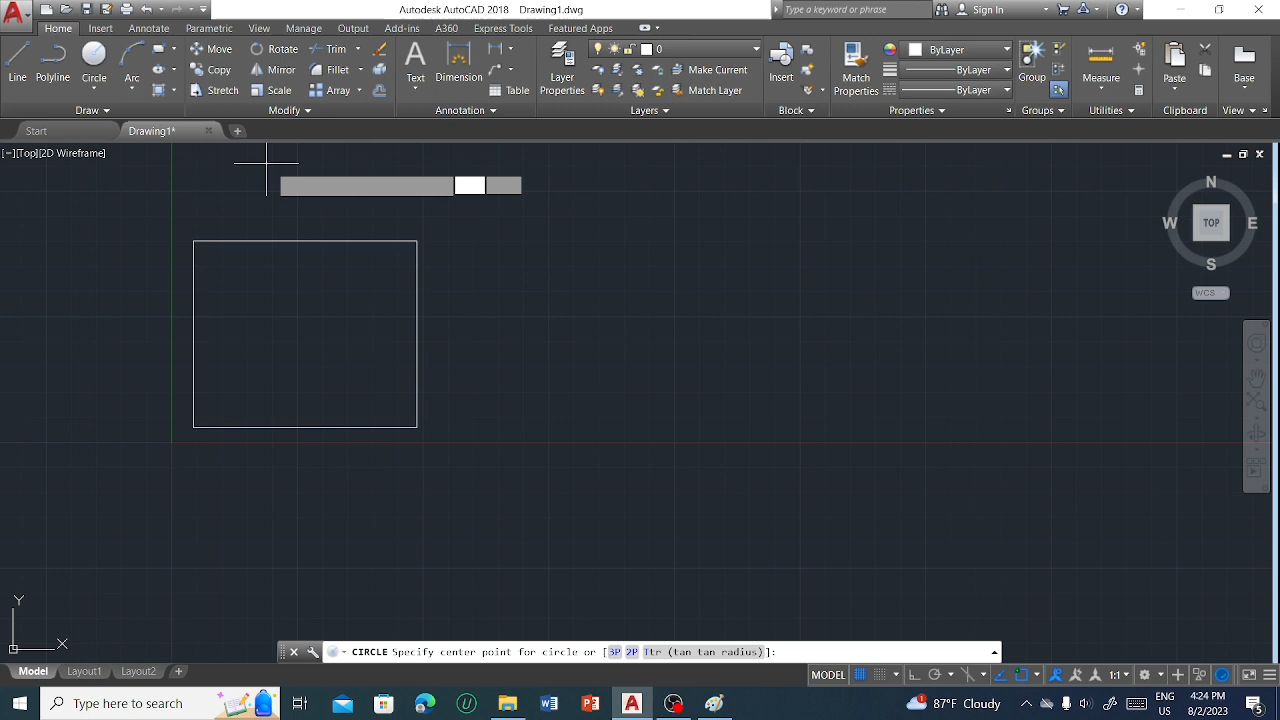 Autodesk AutoCAD 2018 Drawing1.dwg
Type a keyword or phrase
Sign In
Home Insert Annotate Parametric View Manage Output Add-ins A360 Express Tools Featured Apps
Line Polyline Circle Arc
Move Rotate Trim
Copy Mirror Fillet
Stretch Scale Array
Text Dimension Table
Layer Properties
0
Make Current
Match Layer
Insert
Match Properties
ByLayer
ByLayer
ByLayer
Group
Measure
Paste
Base
Draw Modify Annotation Layers Block Properties Groups Utilities Clipboard View
Start Drawing1*
[−][Top][2D Wireframe]
N
W TOP E
S
WCS
Y
X
CIRCLE Specify center point for circle or [3P 2P Ttr (tan tan radius)]:
Model Layout1 Layout2
MODEL 1:1
Type here to search
87°F Cloudy
ENG
US
4:24 PM
8/2/2023
3